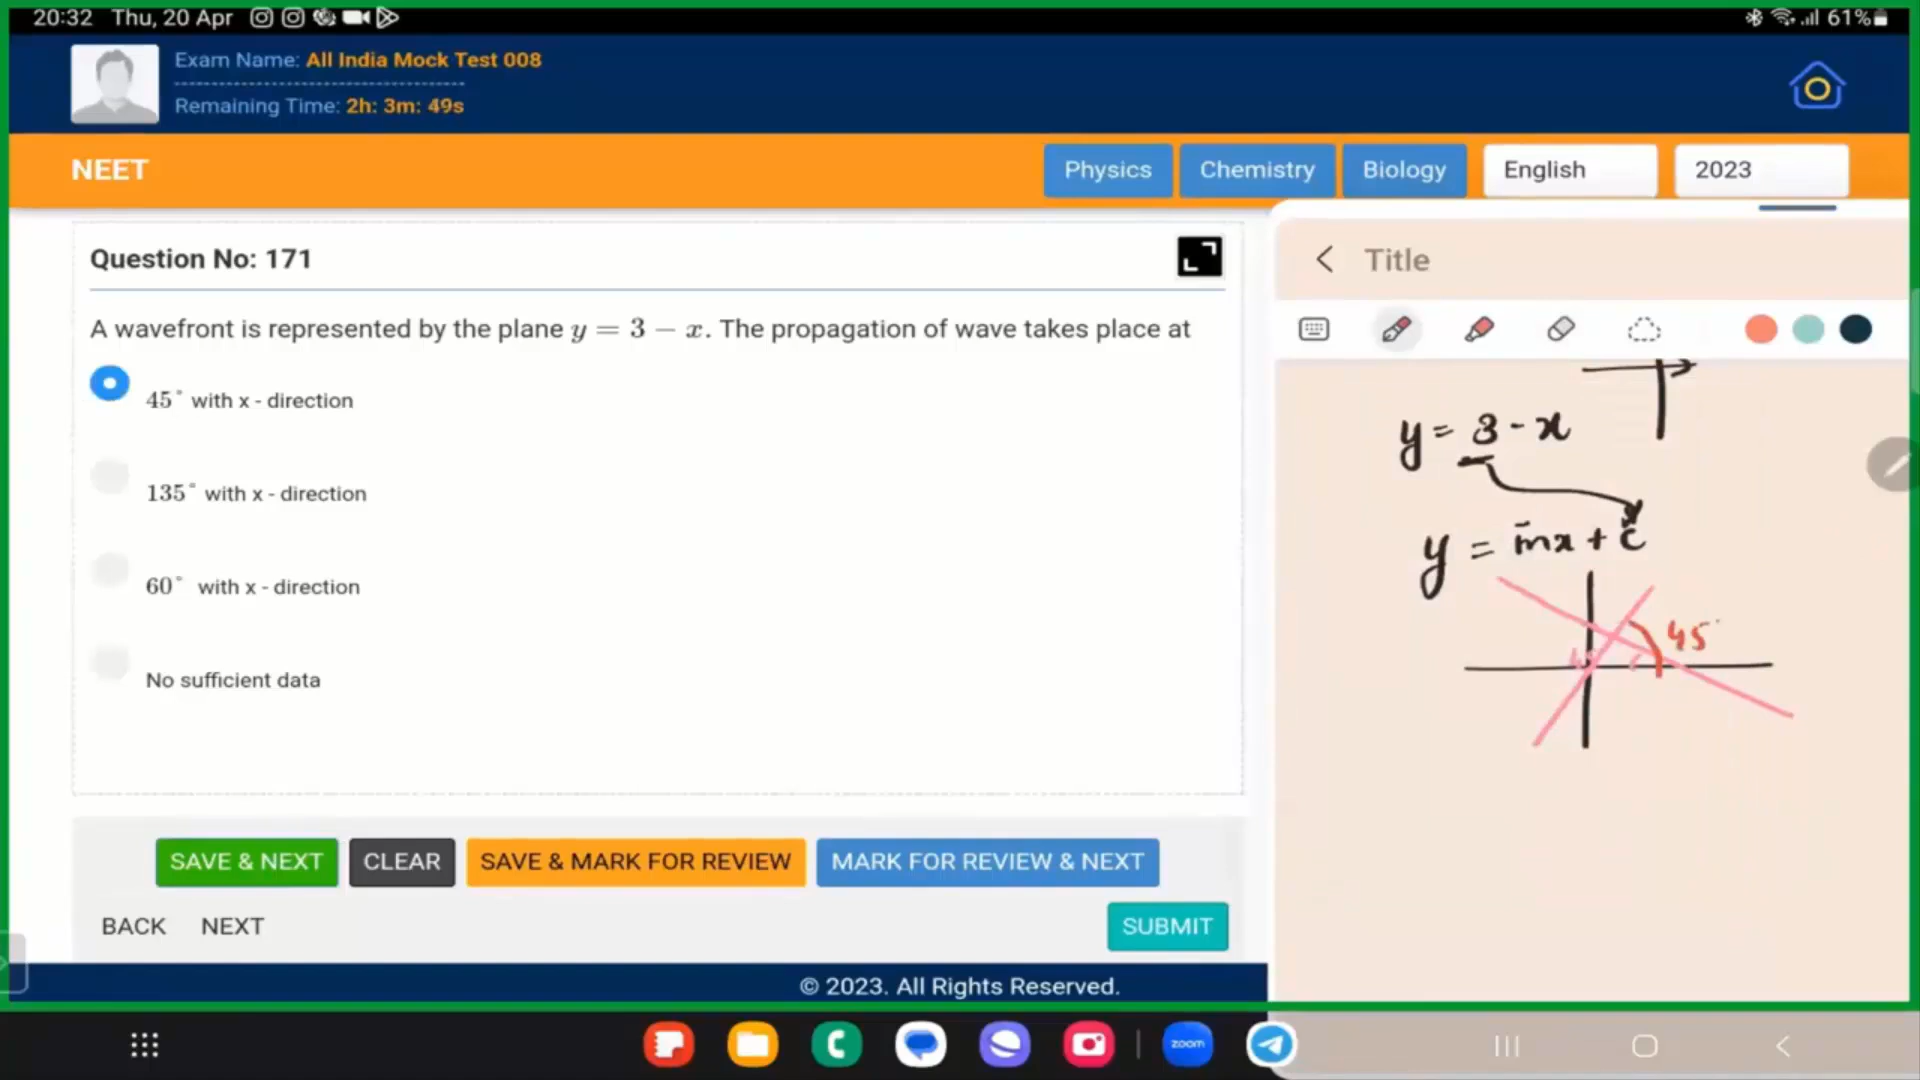 20:32 Thu, 20 Apr
61%
Exam Name: All India Mock Test 008
Remaining Time: 2h: 3m: 49s
NEET
Physics
Chemistry
Biology
English
2023
Question No: 171
A wavefront is represented by the plane y = 3 − x. The propagation of wave takes place at
45° with x - direction
135° with x - direction
60° with x - direction
No sufficient data
SAVE & NEXT
CLEAR
SAVE & MARK FOR REVIEW
MARK FOR REVIEW & NEXT
BACK
NEXT
SUBMIT
© 2023. All Rights Reserved.
Title
y = 3 - x
y = mx + c
45°
zoom